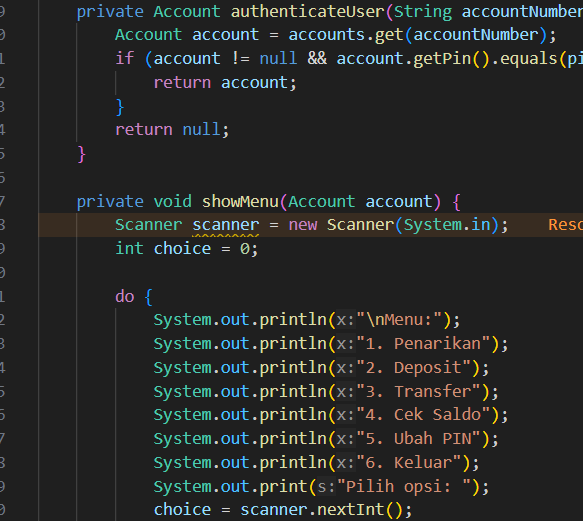 private Account authenticateUser(String accountNumber
Account account = accounts.get(accountNumber);
if (account != null && account.getPin().equals(pi
return account;
}
return null;
}
private void showMenu(Account account) {
Scanner scanner = new Scanner(System.in); Reso
int choice = 0;
do {
System.out.println(x:"\nMenu:");
System.out.println(x:"1. Penarikan");
System.out.println(x:"2. Deposit");
System.out.println(x:"3. Transfer");
System.out.println(x:"4. Cek Saldo");
System.out.println(x:"5. Ubah PIN");
System.out.println(x:"6. Keluar");
System.out.print(s:"Pilih opsi: ");
choice = scanner.nextInt();